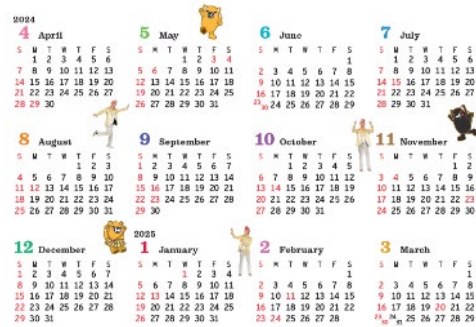 2024
4 April
S M T W T F S
1 2 3 4 5 6
7 8 9 10 11 12 13
14 15 16 17 18 19 20
21 22 23 24 25 26 27
28 29 30
5 May
S M T W T F S
1 2 3 4
5 6 7 8 9 10 11
12 13 14 15 16 17 18
19 20 21 22 23 24 25
26 27 28 29 30 31
6 June
S M T W T F S
1
2 3 4 5 6 7 8
9 10 11 12 13 14 15
16 17 18 19 20 21 22
23 30 24 25 26 27 28 29
7 July
S M T W T F S
1 2 3 4 5 6
7 8 9 10 11 12 13
14 15 16 17 18 19 20
21 22 23 24 25 26 27
28 29 30 31
8 August
S M T W T F S
1 2 3
4 5 6 7 8 9 10
11 12 13 14 15 16 17
18 19 20 21 22 23 24
25 26 27 28 29 30 31
9 September
S M T W T F S
1 2 3 4 5 6 7
8 9 10 11 12 13 14
15 16 17 18 19 20 21
22 23 24 25 26 27 28
29 30
10 October
S M T W T F S
1 2 3 4 5
6 7 8 9 10 11 12
13 14 15 16 17 18 19
20 21 22 23 24 25 26
27 28 29 30 31
11 November
S M T W T F S
1 2
3 4 5 6 7 8 9
10 11 12 13 14 15 16
17 18 19 20 21 22 23
24 25 26 27 28 29 30
12 December
S M T W T F S
1 2 3 4 5 6 7
8 9 10 11 12 13 14
15 16 17 18 19 20 21
22 23 24 25 26 27 28
29 30 31
2025
1 January
S M T W T F S
1 2 3 4
5 6 7 8 9 10 11
12 13 14 15 16 17 18
19 20 21 22 23 24 25
26 27 28 29 30 31
2 February
S M T W T F S
1
2 3 4 5 6 7 8
9 10 11 12 13 14 15
16 17 18 19 20 21 22
23 24 25 26 27 28
3 March
S M T W T F S
1
2 3 4 5 6 7 8
9 10 11 12 13 14 15
16 17 18 19 20 21 22
23 30 24 31 25 26 27 28 29